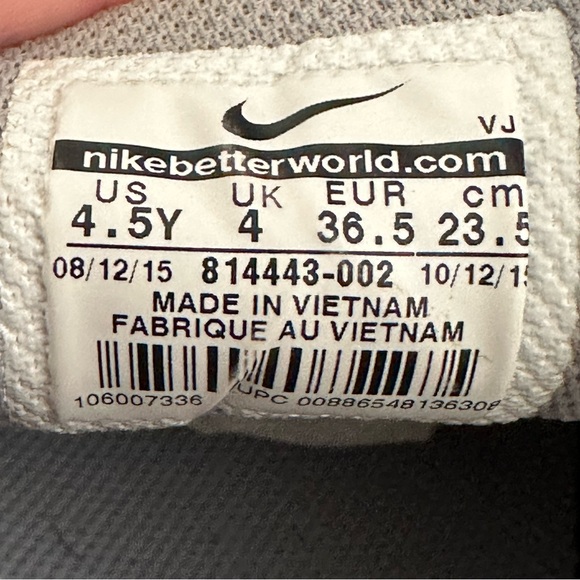 VJ
nikebetterworld.com
US UK EUR cm
4.5Y 4 36.5 23.5
08/12/15 814443-002 10/12/1
MADE IN VIETNAM
FABRIQUE AU VIETNAM
106007336 UPC 00886548136308